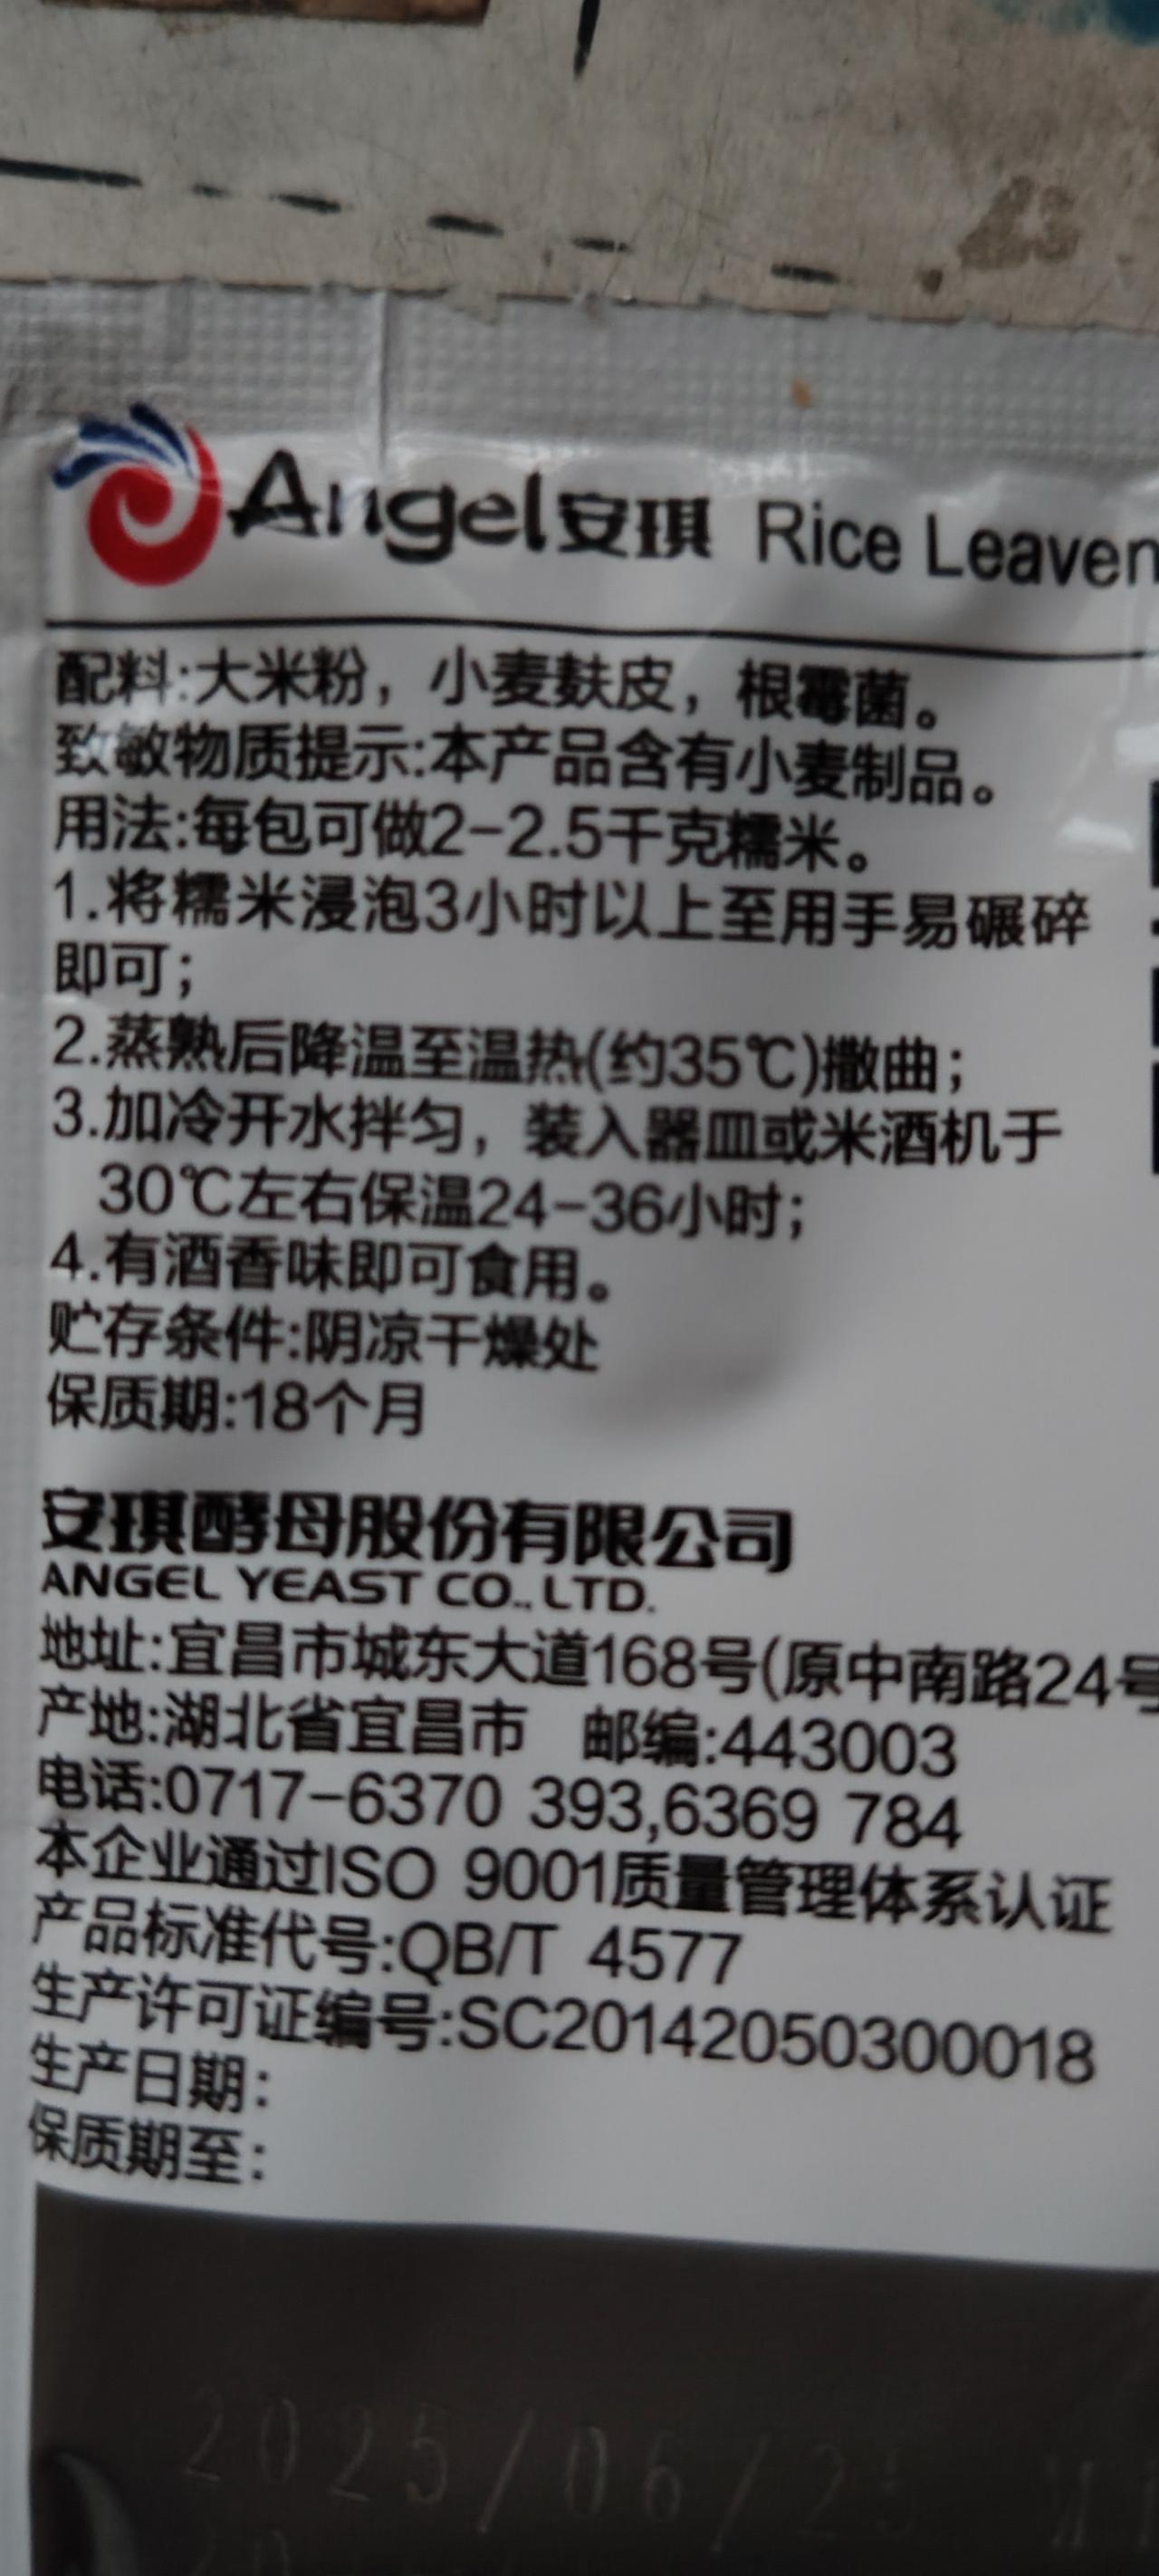 Angel安琪 Rice Leaven
配料:大米粉，小麦麸皮，根霉菌。
致敏物质提示:本产品含有小麦制品。
用法:每包可做2-2.5千克糯米。
1.将糯米浸泡3小时以上至用手易碾碎
即可；
2.蒸熟后降温至温热(约35℃)撒曲；
3.加冷开水拌匀，装入器皿或米酒机于
30℃左右保温24-36小时；
4.有酒香味即可食用。
贮存条件:阴凉干燥处
保质期:18个月
安琪酵母股份有限公司
ANGEL YEAST CO., LTD.
地址:宜昌市城东大道168号(原中南路24号
产地:湖北省宜昌市 邮编:443003
电话:0717-6370 393,6369 784
本企业通过ISO 9001质量管理体系认证
产品标准代号:QB/T 4577
生产许可证编号:SC20142050300018
生产日期:
保质期至:
2025/06/25